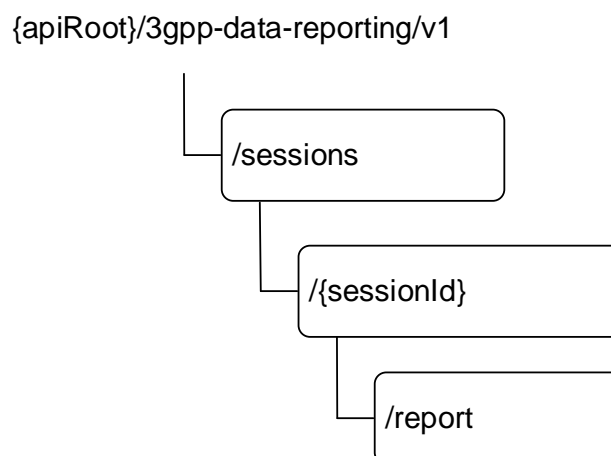 {apiRoot}/3gpp-data-reporting/v1
/sessions
/{sessionId}
/report